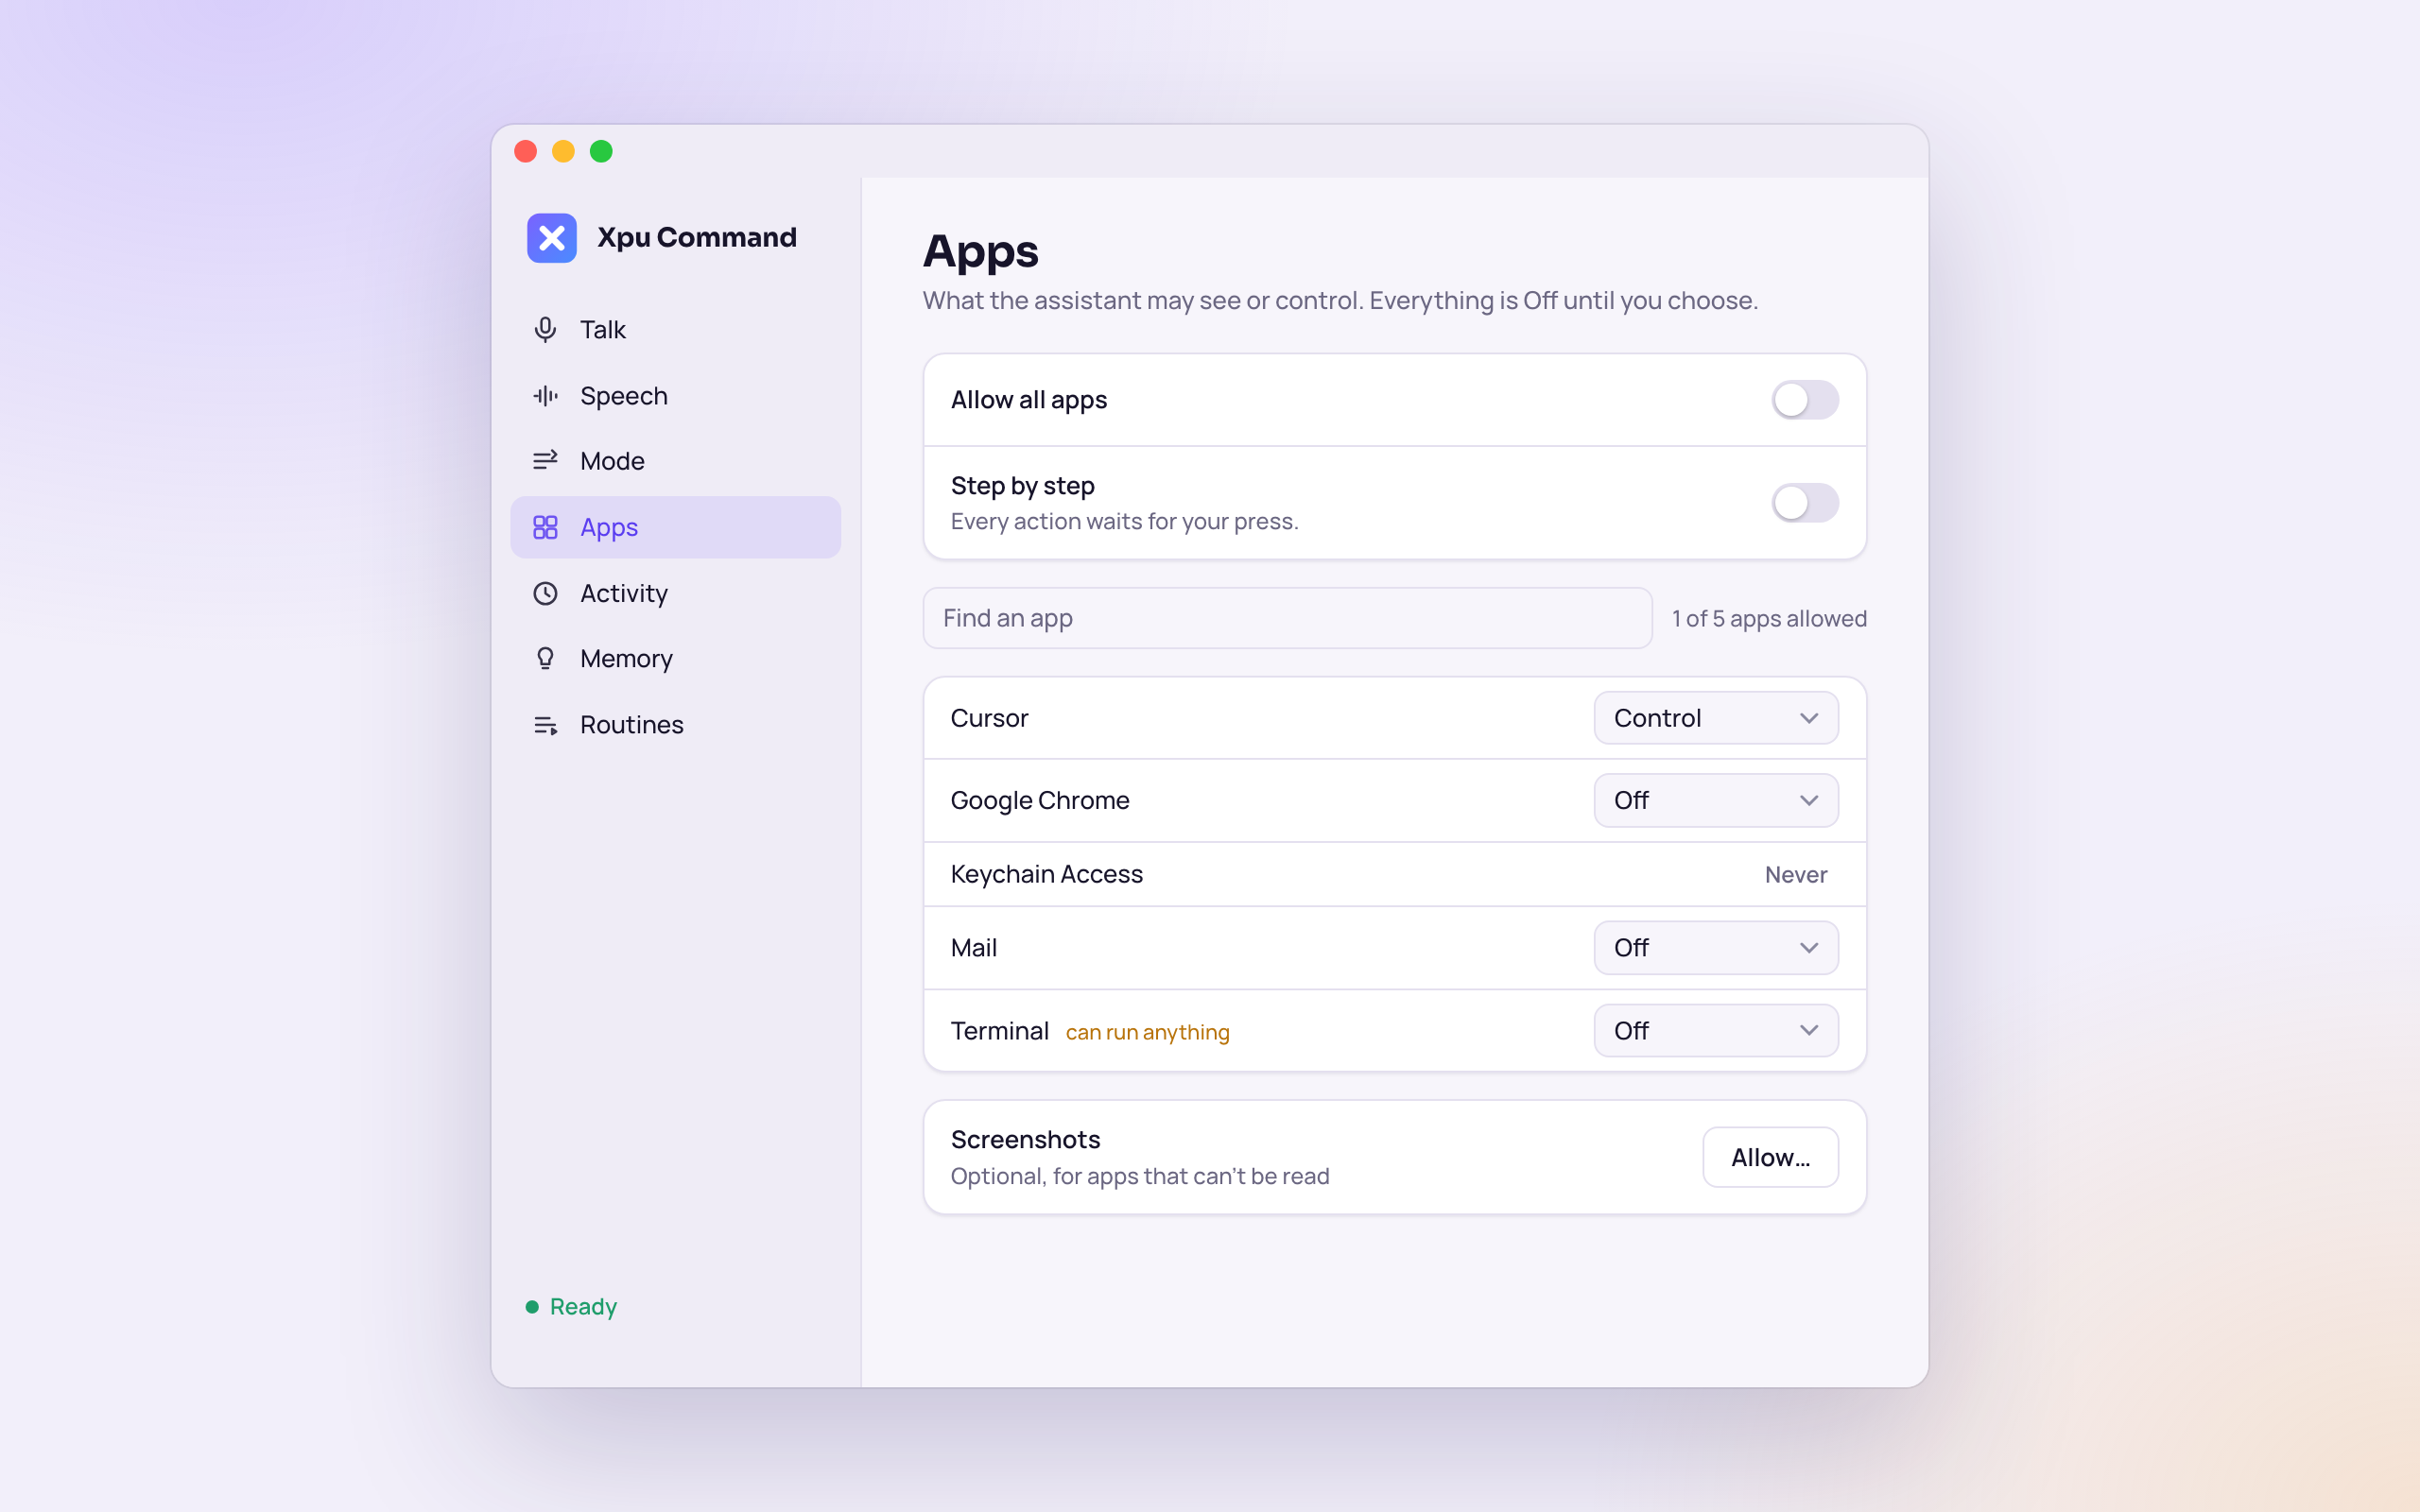 Xpu Command
Talk
Speech
Mode
Apps
Activity
Memory
Routines
Ready
Apps
What the assistant may see or control. Everything is Off until you choose.
Allow all apps
Step by step
Every action waits for your press.
Find an app
1 of 5 apps allowed
Cursor
Control
Google Chrome
Off
Keychain Access
Never
Mail
Off
Terminal can run anything
Off
Screenshots
Optional, for apps that can’t be read
Allow…